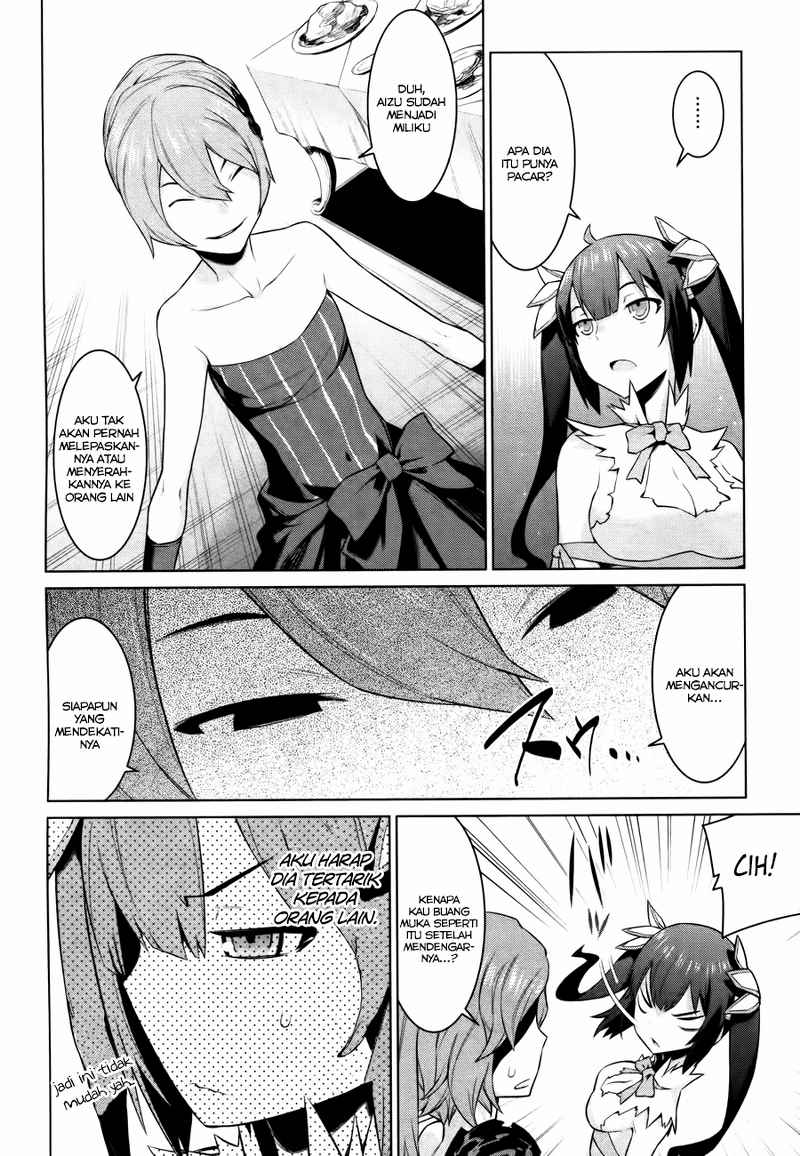 ......
APA DIA
ITU PUNYA
PACAR?
DUH,
AIZU SUDAH
MENJADI
MILIKU
AKU TAK
AKAN PERNAH
MELEPASKAN-
NYA ATAU
MENYERAH-
KANNYA KE
ORANG LAIN
AKU AKAN
MENGANCUR-
KAN...
SIAPAPUN
YANG
MENDEKATI-
NYA
ヌウ...
CIH!
KENAPA
KAU BUANG
MUKA SEPERTI
ITU SETELAH
MENDENGAR-
NYA...?
AKU HARAP
DIA TERTARIK
KEPADA
ORANG LAIN.
jadi ini tidak
mudah yah..